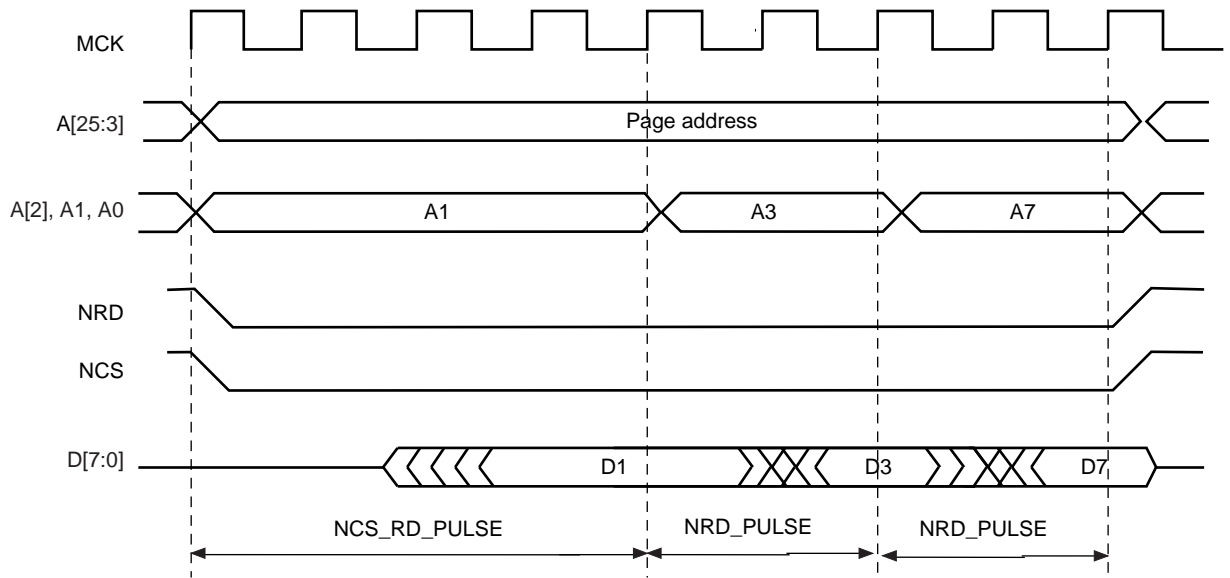 MCK
A[25:3]
Page address
A[2], A1, A0
A1
A3
A7
NRD
NCS
D[7:0]
D1
D3
D7
NCS_RD_PULSE
NRD_PULSE
NRD_PULSE